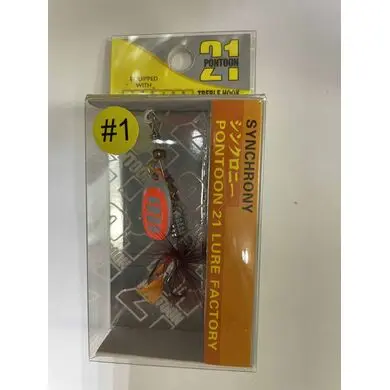 21
PONTOON
EQUIPPED
WITH
TREBLE HOOK
#1
SYNCHRONY
シンクロニー
PONTOON 21 LURE FACTORY